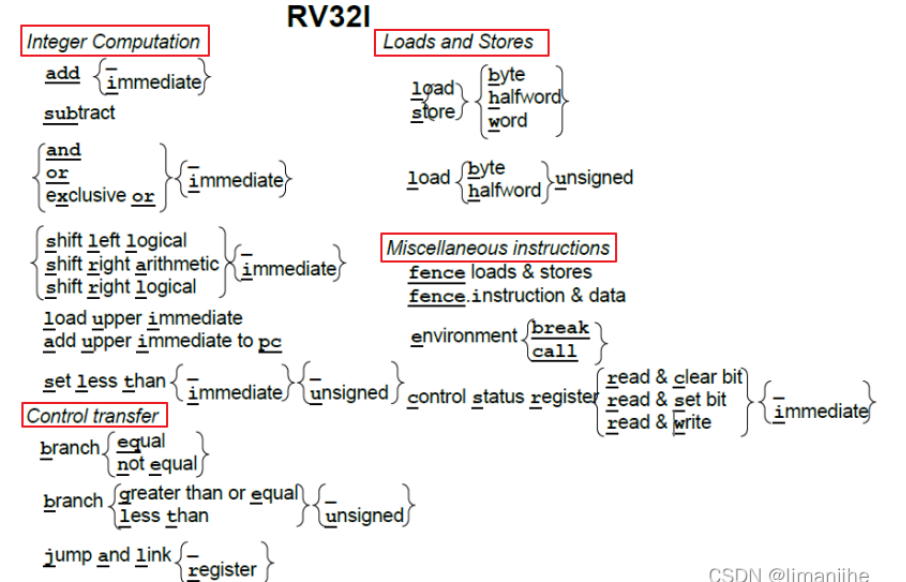 RV32I
Integer Computation
add {– immediate}
subtract
and
or
exclusive or
{– immediate}
shift left logical
shift right arithmetic
shift right logical
{– immediate}
load upper immediate
add upper immediate to pc
set less than {– immediate} {– unsigned}
Control transfer
branch {equal
not equal}
branch {greater than or equal
less than} {– unsigned}
jump and link {– register}
Loads and Stores
load
store
byte
halfword
word
load {byte
halfword} unsigned
Miscellaneous instructions
fence loads & stores
fence.instruction & data
environment {break
call}
control status register
read & clear bit
read & set bit
read & write
{– immediate}
CSDN @limanjihe